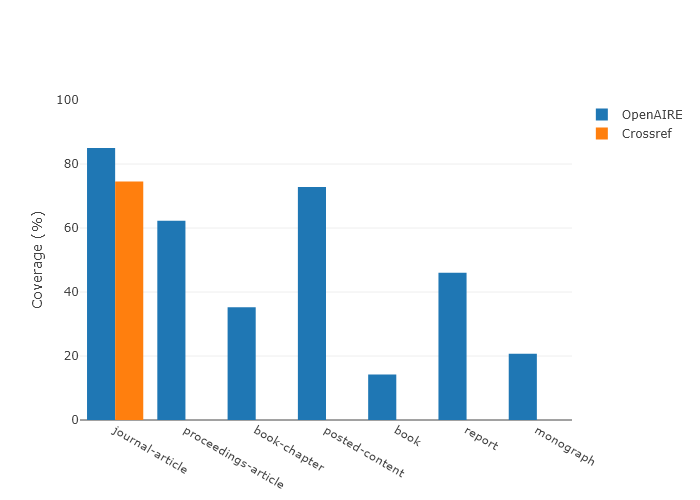 100
80
60
40
20
0
Coverage (%)
journal-article
proceedings-article
book-chapter
posted-content
book
report
monograph
OpenAIRE
Crossref